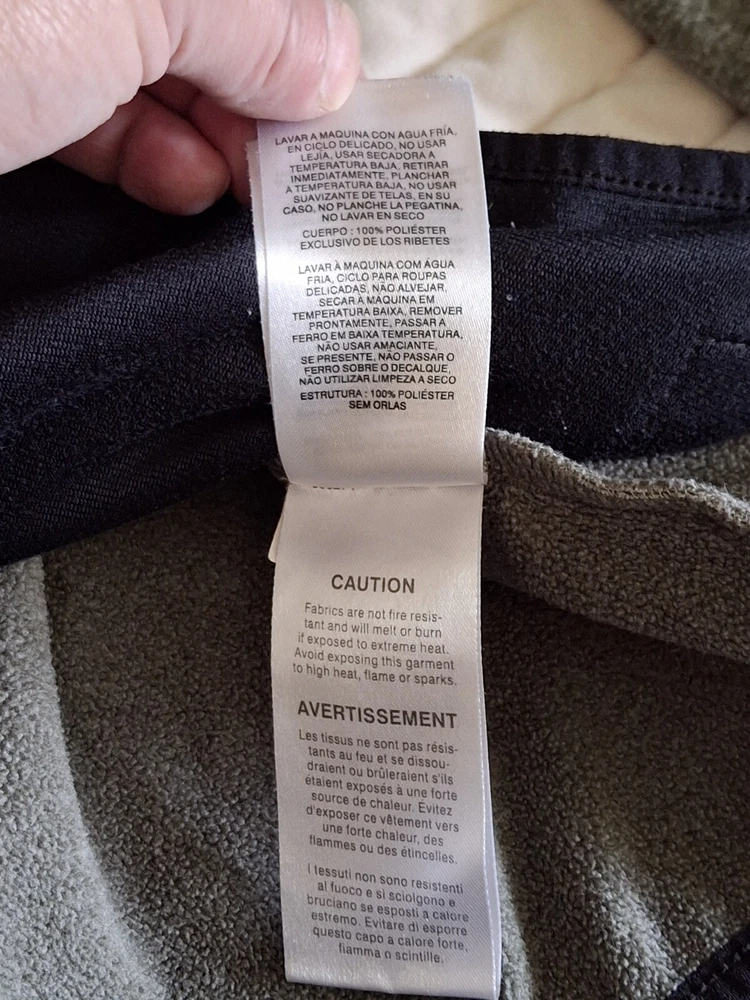 LAVAR A MAQUINA CON AGUA FRÍA,
EN CICLO DELICADO, NO USAR
LEJÍA, USAR SECADORA A
TEMPERATURA BAJA, RETIRAR
INMEDIATAMENTE, PLANCHAR
A TEMPERATURA BAJA, NO USAR
SUAVIZANTE DE TELAS, EN SU
CASO, NO PLANCHE LA PEGATINA,
NO LAVAR EN SECO
CUERPO : 100% POLIÉSTER
EXCLUSIVO DE LOS RIBETES
LAVAR À MAQUINA COM ÁGUA
FRIA, CICLO PARA ROUPAS
DELICADAS, NÃO ALVEJAR,
SECAR À MAQUINA EM
TEMPERATURA BAIXA, REMOVER
PRONTAMENTE, PASSAR A
FERRO EM BAIXA TEMPERATURA,
NÃO USAR AMACIANTE,
SE PRESENTE, NÃO PASSAR O
FERRO SOBRE O DECALQUE,
NÃO UTILIZAR LIMPEZA A SECO
ESTRUTURA : 100% POLIÉSTER
SEM ORLAS
CAUTION
Fabrics are not fire resis-
tant and will melt or burn
if exposed to extreme heat.
Avoid exposing this garment
to high heat, flame or sparks.
AVERTISSEMENT
Les tissus ne sont pas résis-
tants au feu et se dissou-
draient ou brûleraient s'ils
étaient exposés à une forte
source de chaleur. Évitez
d'exposer ce vêtement vers
une forte chaleur, des
flammes ou des étincelles.
I tessuti non sono resistenti
al fuoco e si sciolgono e
bruciano se esposti a calore
estremo. Evitare di esporre
questo capo a calore forte,
fiamma o scintille.